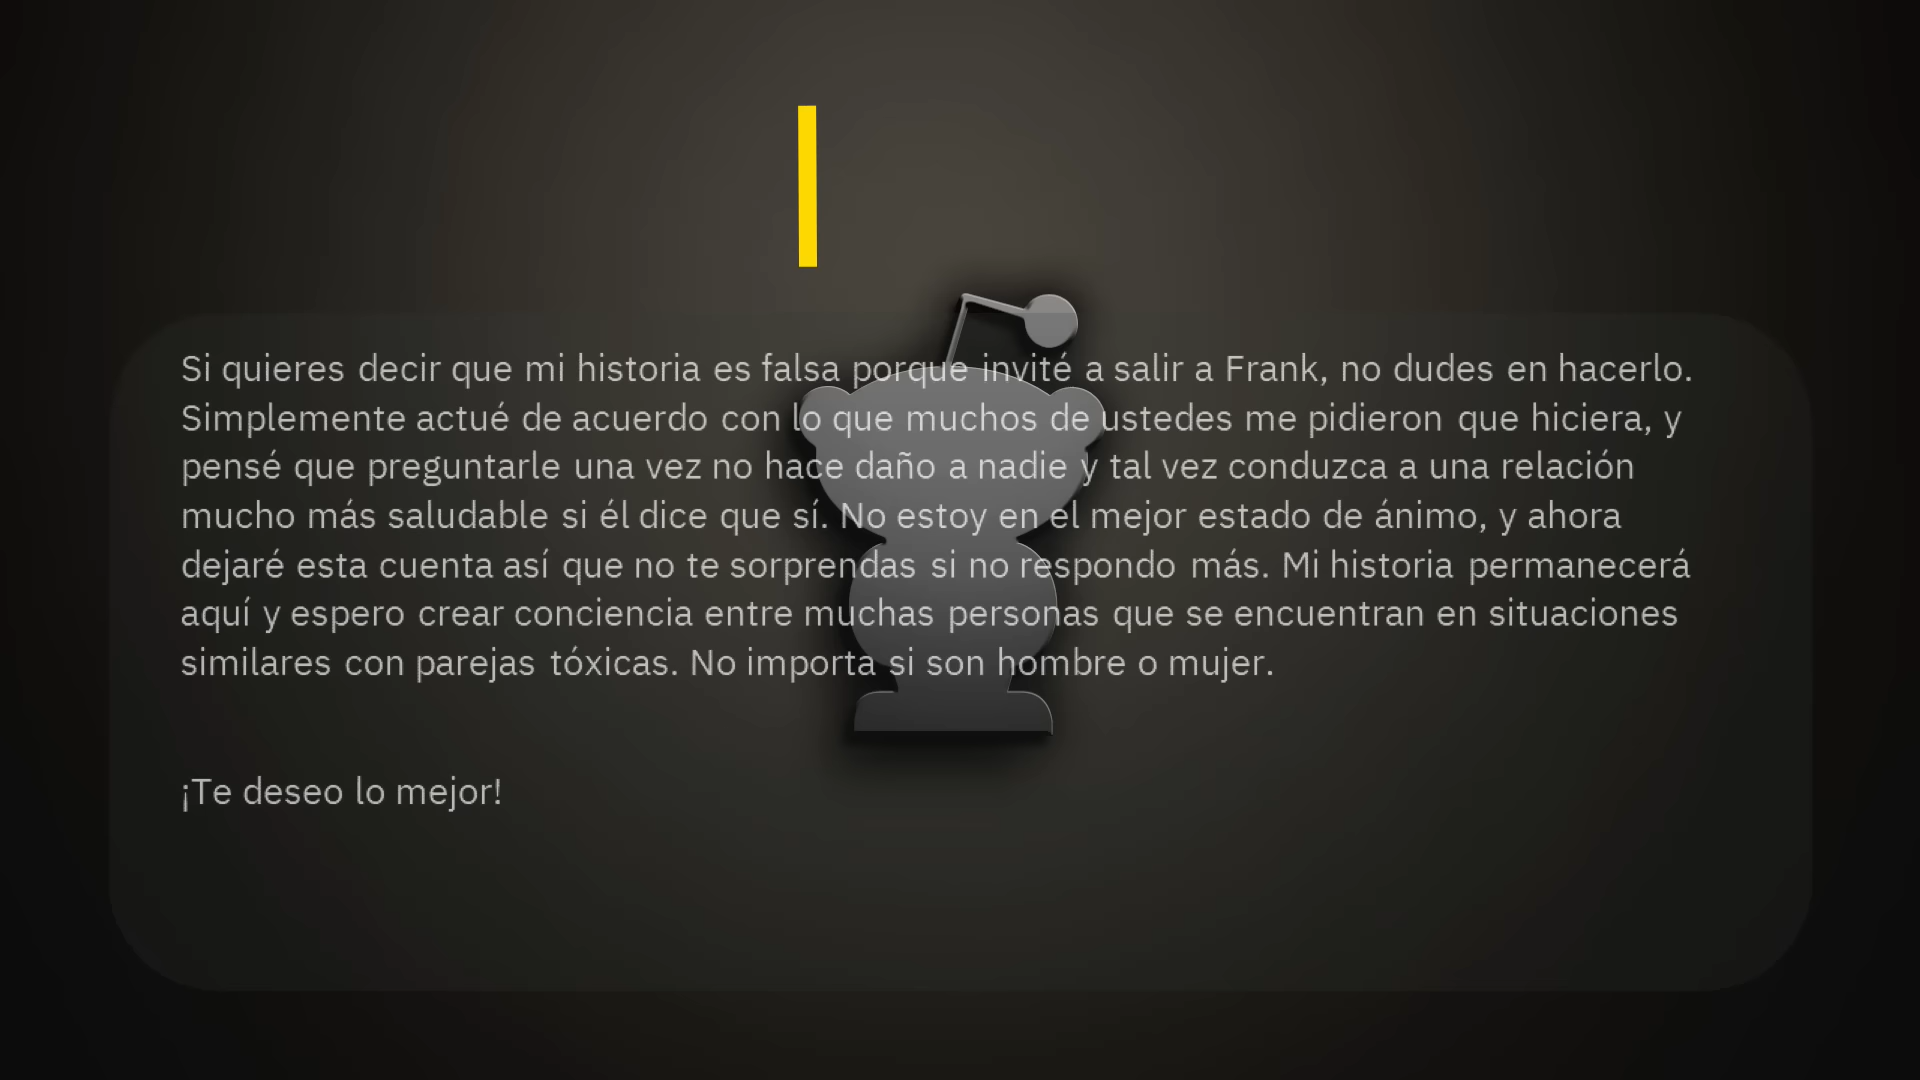 Si quieres decir que mi historia es falsa porque invité a salir a Frank, no dudes en hacerlo.
Simplemente actué de acuerdo con lo que muchos de ustedes me pidieron que hiciera, y
pensé que preguntarle una vez no hace daño a nadie y tal vez conduzca a una relación
mucho más saludable si él dice que sí. No estoy en el mejor estado de ánimo, y ahora
dejaré esta cuenta así que no te sorprendas si no respondo más. Mi historia permanecerá
aquí y espero crear conciencia entre muchas personas que se encuentran en situaciones
similares con parejas tóxicas. No importa si son hombre o mujer.
¡Te deseo lo mejor!